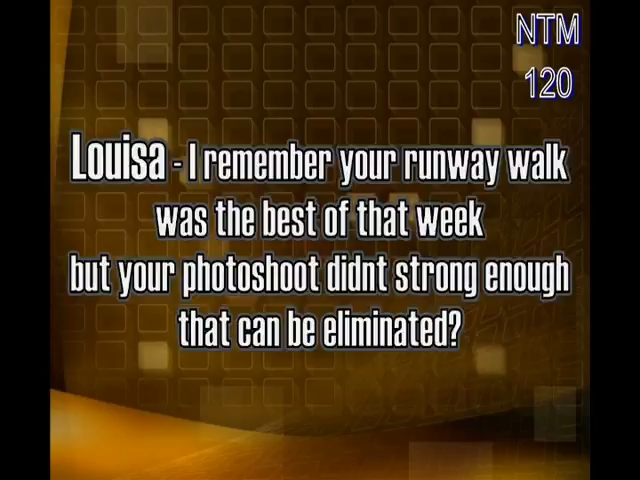 NTM
120
Louisa - I remember your runway walk
was the best of that week
but your photoshoot didnt strong enough
that can be eliminated?